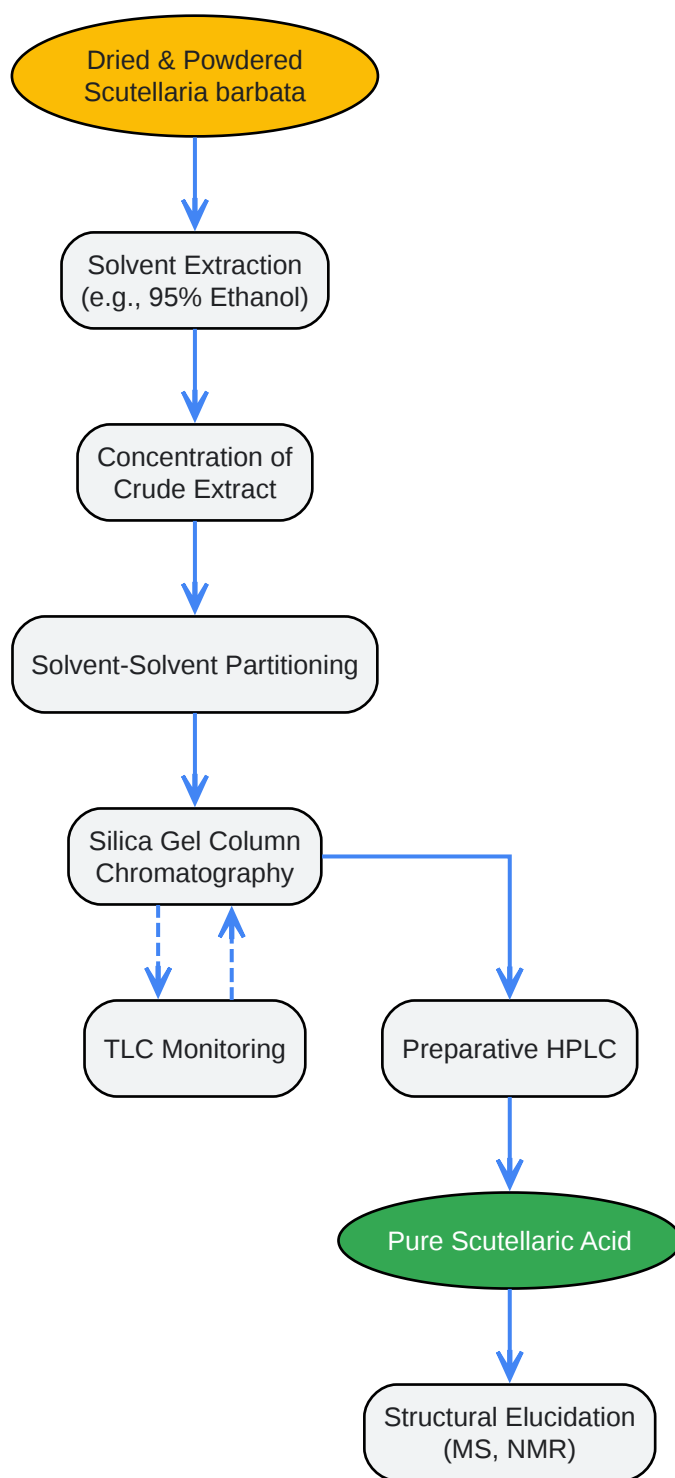 Dried & Powdered
Scutellaria barbata
Solvent Extraction
(e.g., 95% Ethanol)
Concentration of
Crude Extract
Solvent-Solvent Partitioning
Silica Gel Column
Chromatography
TLC Monitoring
Preparative HPLC
Pure Scutellaric Acid
Structural Elucidation
(MS, NMR)